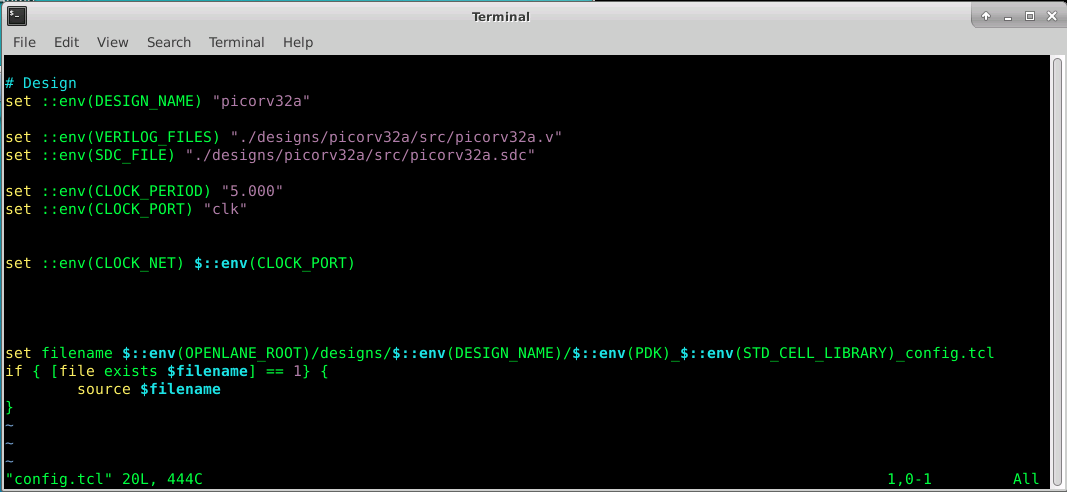 Terminal
File Edit View Search Terminal Help
# Design
set ::env(DESIGN_NAME) "picorv32a"
set ::env(VERILOG_FILES) "./designs/picorv32a/src/picorv32a.v"
set ::env(SDC_FILE) "./designs/picorv32a/src/picorv32a.sdc"
set ::env(CLOCK_PERIOD) "5.000"
set ::env(CLOCK_PORT) "clk"
set ::env(CLOCK_NET) $::env(CLOCK_PORT)
set filename $::env(OPENLANE_ROOT)/designs/$::env(DESIGN_NAME)/$::env(PDK)_$::env(STD_CELL_LIBRARY)_config.tcl
if { [file exists $filename] == 1} {
        source $filename
}
~
~
~
"config.tcl" 20L, 444C 1,0-1 All